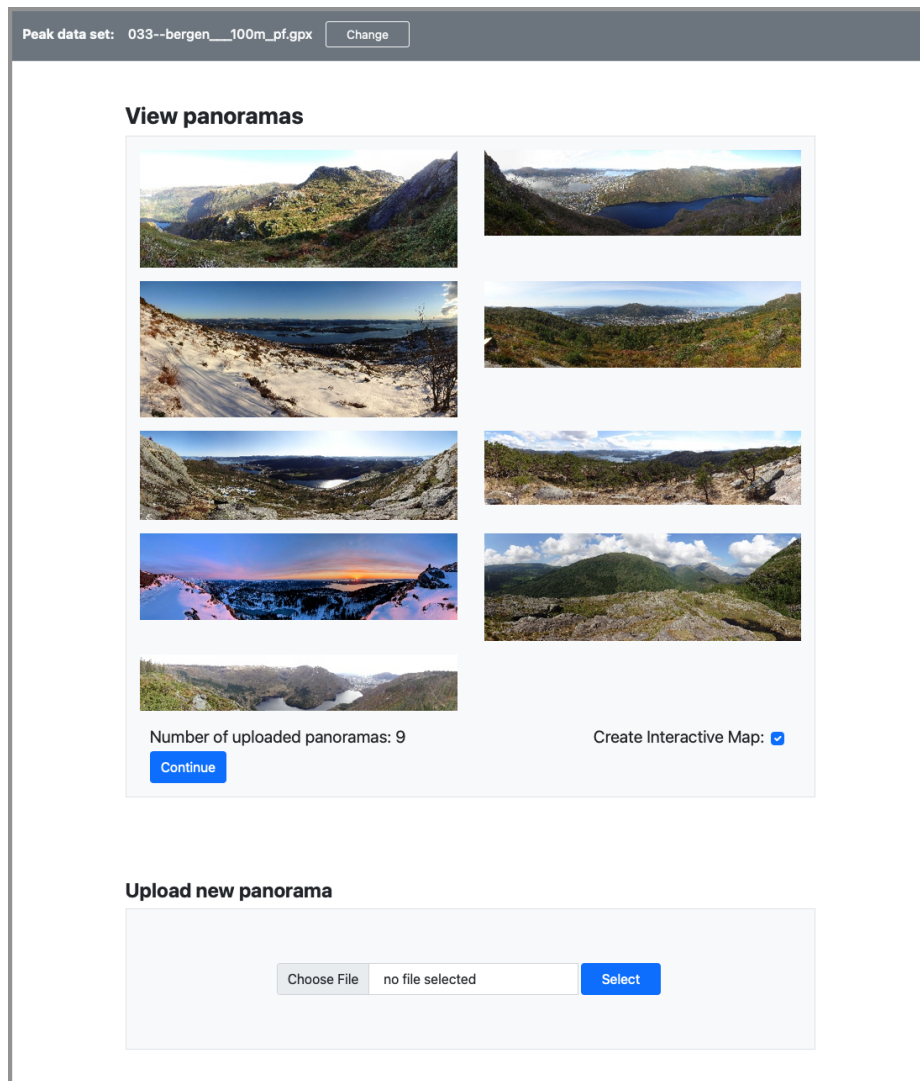 Peak data set: 033--bergen___100m_pf.gpx Change
View panoramas
Number of uploaded panoramas: 9 Create Interactive Map:
Continue
Upload new panorama
Choose File no file selected Select